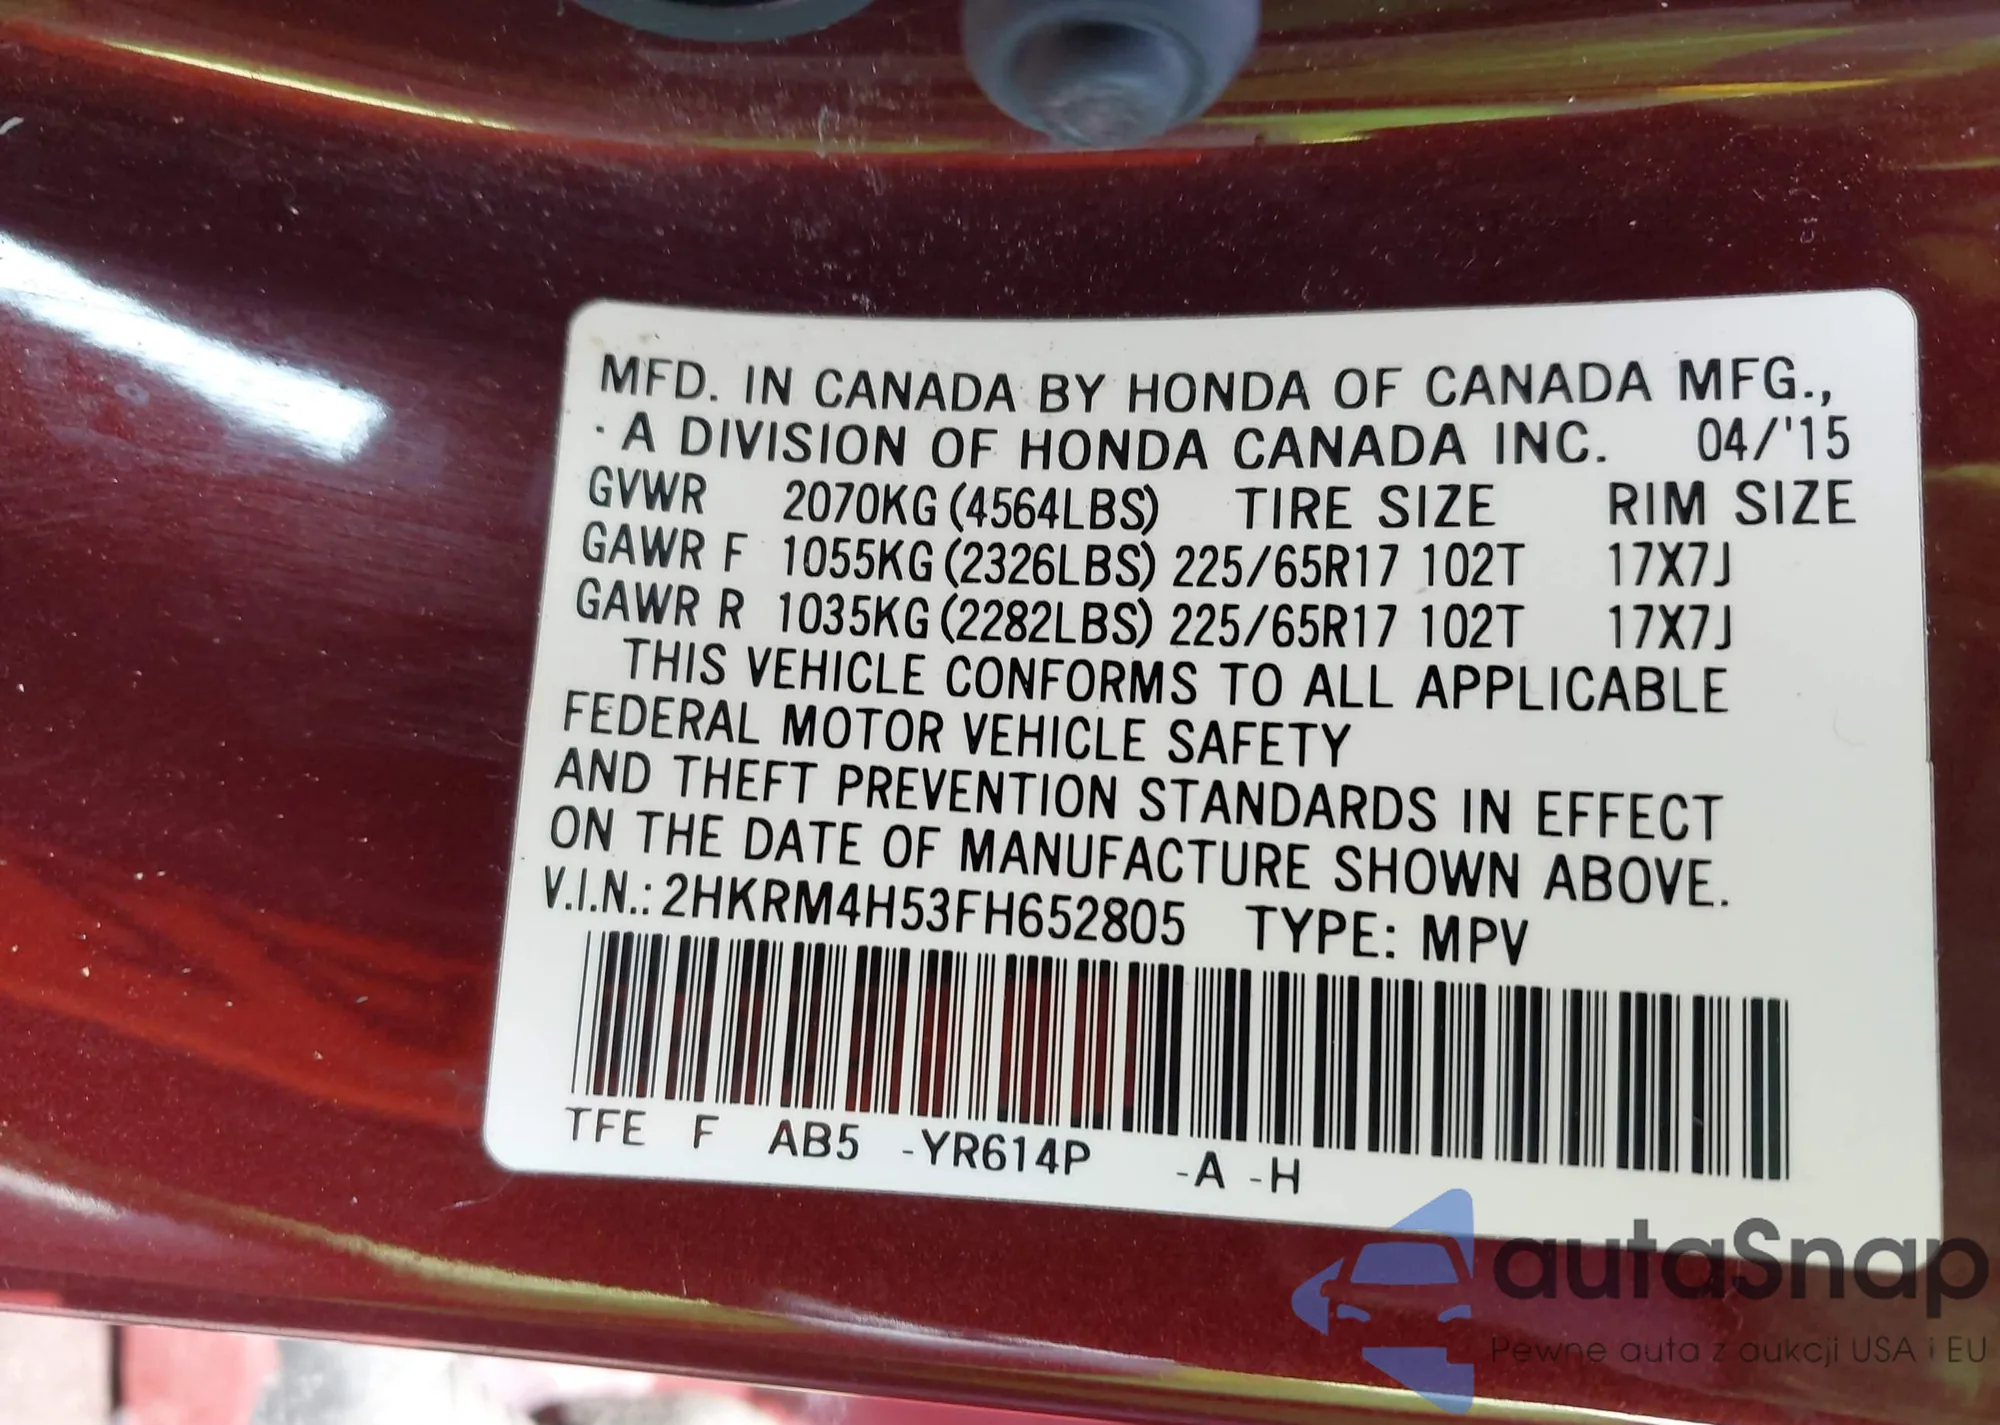 MFD. IN CANADA BY HONDA OF CANADA MFG.,
· A DIVISION OF HONDA CANADA INC. 04/'15
GVWR 2070KG (4564LBS) TIRE SIZE RIM SIZE
GAWR F 1055KG (2326LBS) 225/65R17 102T 17X7J
GAWR R 1035KG (2282LBS) 225/65R17 102T 17X7J
THIS VEHICLE CONFORMS TO ALL APPLICABLE
FEDERAL MOTOR VEHICLE SAFETY
AND THEFT PREVENTION STANDARDS IN EFFECT
ON THE DATE OF MANUFACTURE SHOWN ABOVE.
V.I.N.: 2HKRM4H53FH652805 TYPE: MPV
TFE F AB5 -YR614P -A -H
autaSnap
Pewne auta z aukcji USA i EU